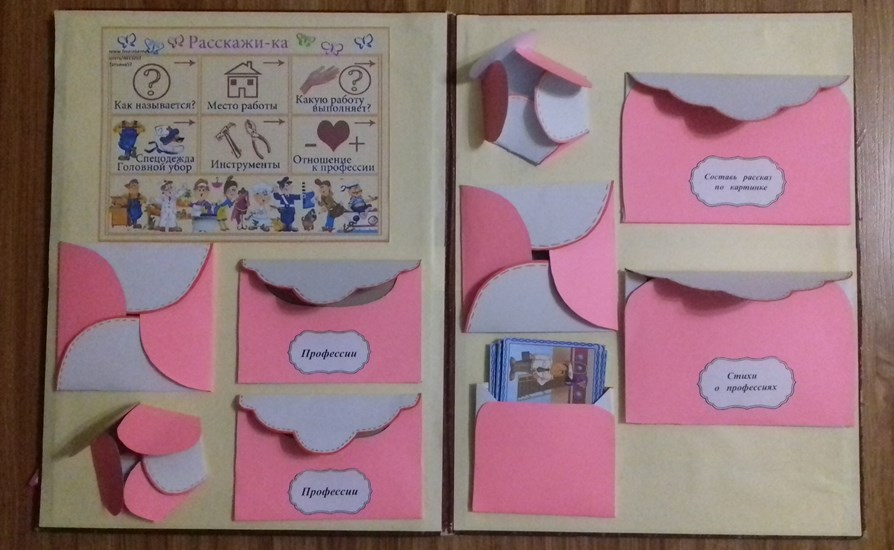 Расскажи-ка
Как называется?
Место работы
Какую работу
выполняет?
Спецодежда
Головной убор
Инструменты
Отношение
к профессии
Профессии
Профессии
Составь рассказ
по картинке
Стихи
о профессиях